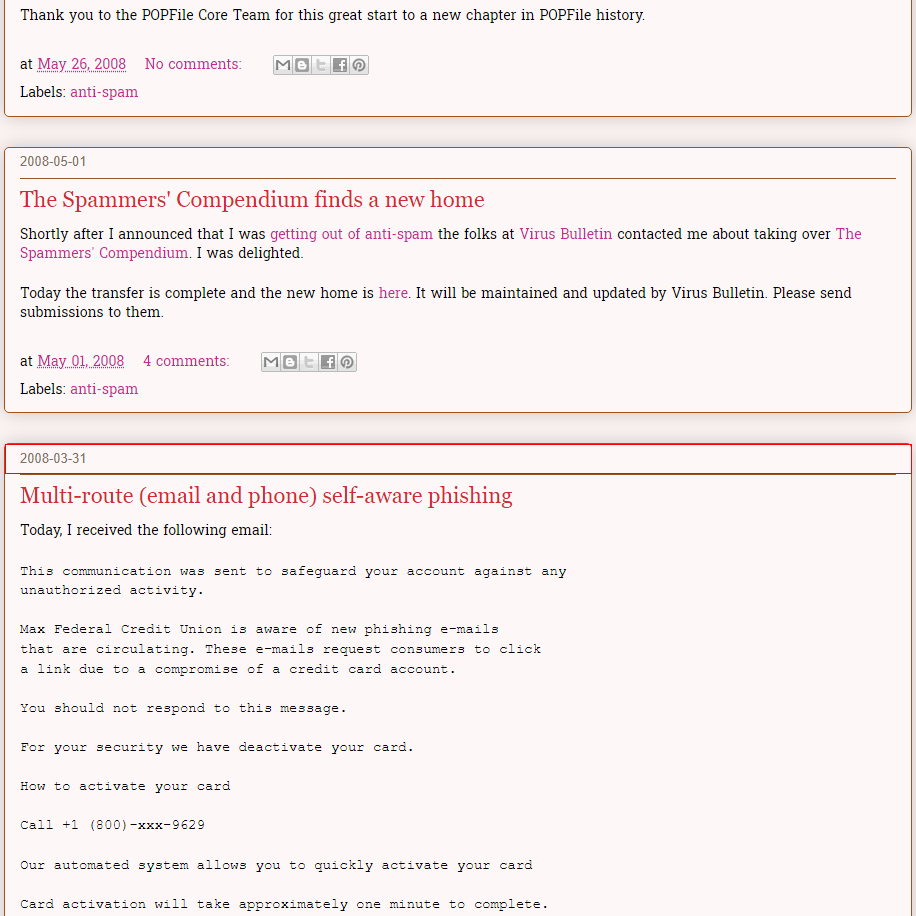 Thank you to the POPFile Core Team for this great start to a new chapter in POPFile history.
at May 26, 2008 No comments:
Labels: anti-spam
2008-05-01
The Spammers' Compendium finds a new home
Shortly after I announced that I was getting out of anti-spam the folks at Virus Bulletin contacted me about taking over The
Spammers' Compendium. I was delighted.
Today the transfer is complete and the new home is here. It will be maintained and updated by Virus Bulletin. Please send
submissions to them.
at May 01, 2008 4 comments:
Labels: anti-spam
2008-03-31
Multi-route (email and phone) self-aware phishing
Today, I received the following email:
This communication was sent to safeguard your account against any
unauthorized activity.
Max Federal Credit Union is aware of new phishing e-mails
that are circulating. These e-mails request consumers to click
a link due to a compromise of a credit card account.
You should not respond to this message.
For your security we have deactivate your card.
How to activate your card
Call +1 (800)-xxx-9629
Our automated system allows you to quickly activate your card
Card activation will take approximately one minute to complete.